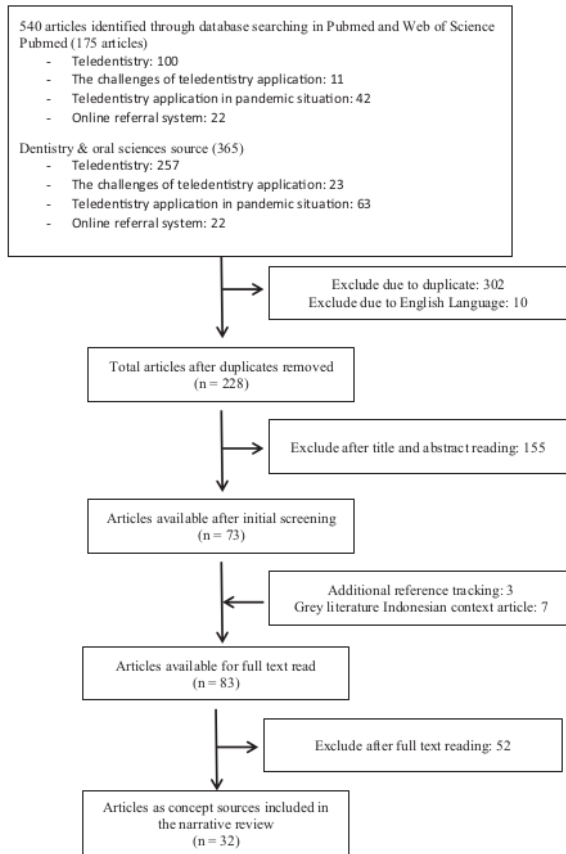 540 articles identified through database searching in Pubmed and Web of Science
Pubmed (175 articles)
- Teledentistry: 100
- The challenges of teledentistry application: 11
- Teledentistry application in pandemic situation: 42
- Online referral system: 22
Dentistry & oral sciences source (365)
- Teledentistry: 257
- The challenges of teledentistry application: 23
- Teledentistry application in pandemic situation: 63
- Online referral system: 22
Exclude due to duplicate: 302
Exclude due to English Language: 10
Total articles after duplicates removed
(n = 228)
Exclude after title and abstract reading: 155
Articles available after initial screening
(n = 73)
Additional reference tracking: 3
Grey literature Indonesian context article: 7
Articles available for full text read
(n = 83)
Exclude after full text reading: 52
Articles as concept sources included in
the narrative review
(n = 32)